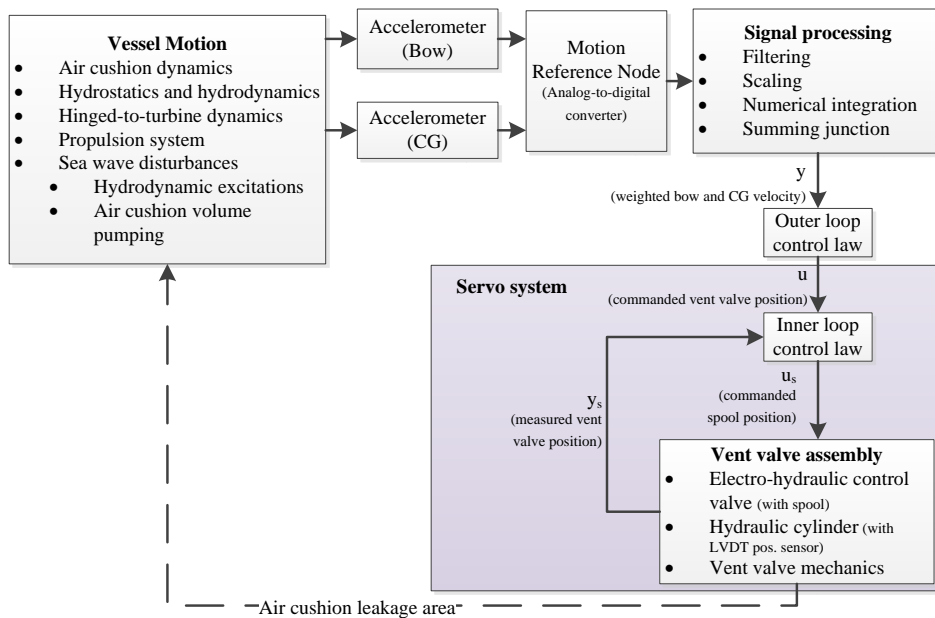 Vessel Motion
• Air cushion dynamics
• Hydrostatics and hydrodynamics
• Hinged-to-turbine dynamics
• Propulsion system
• Sea wave disturbances
• Hydrodynamic excitations
• Air cushion volume
pumping
Accelerometer
(Bow)
Accelerometer
(CG)
Motion
Reference Node
(Analog-to-digital
converter)
Signal processing
• Filtering
• Scaling
• Numerical integration
• Summing junction
y
(weighted bow and CG velocity)
Outer loop
control law
u
(commanded vent valve position)
Servo system
Inner loop
control law
us
(commanded
spool position)
ys
(measured vent
valve position)
Vent valve assembly
• Electro-hydraulic control
valve (with spool)
• Hydraulic cylinder (with
LVDT pos. sensor)
• Vent valve mechanics
Air cushion leakage area